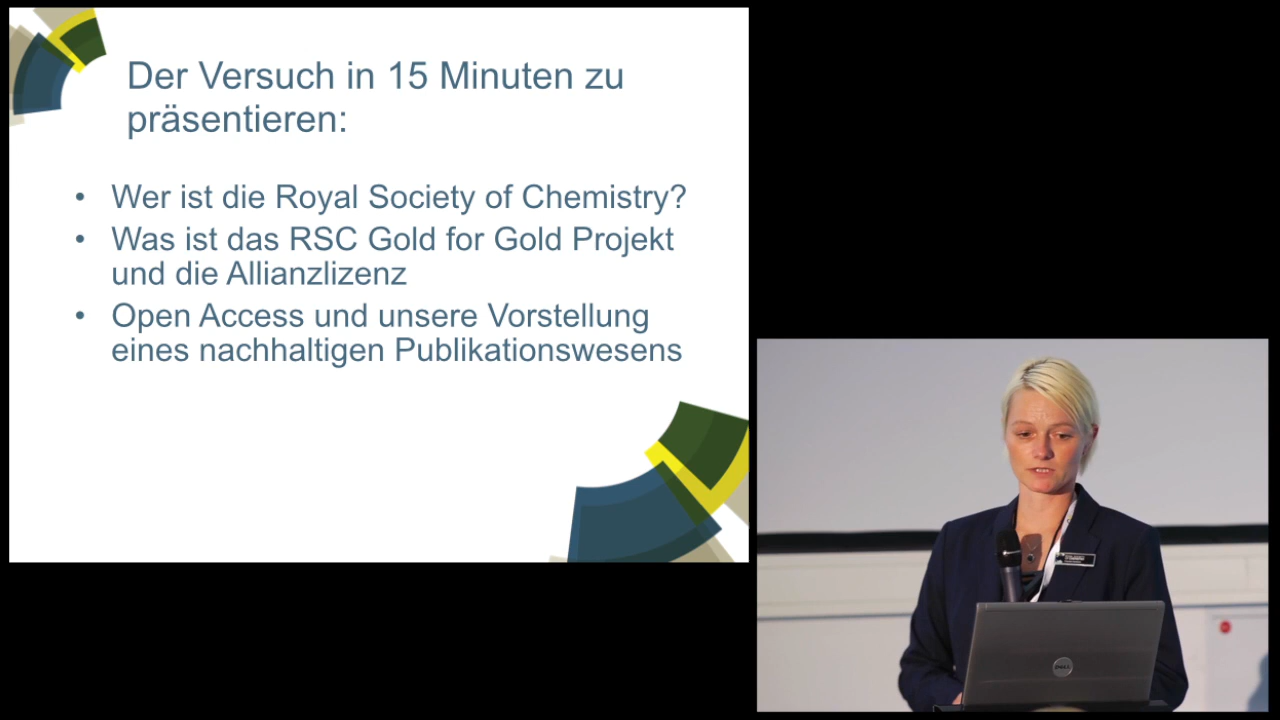 Der Versuch in 15 Minuten zu
präsentieren:
• Wer ist die Royal Society of Chemistry?
• Was ist das RSC Gold for Gold Projekt
und die Allianzlizenz
• Open Access und unsere Vorstellung
eines nachhaltigen Publikationswesens
DELL